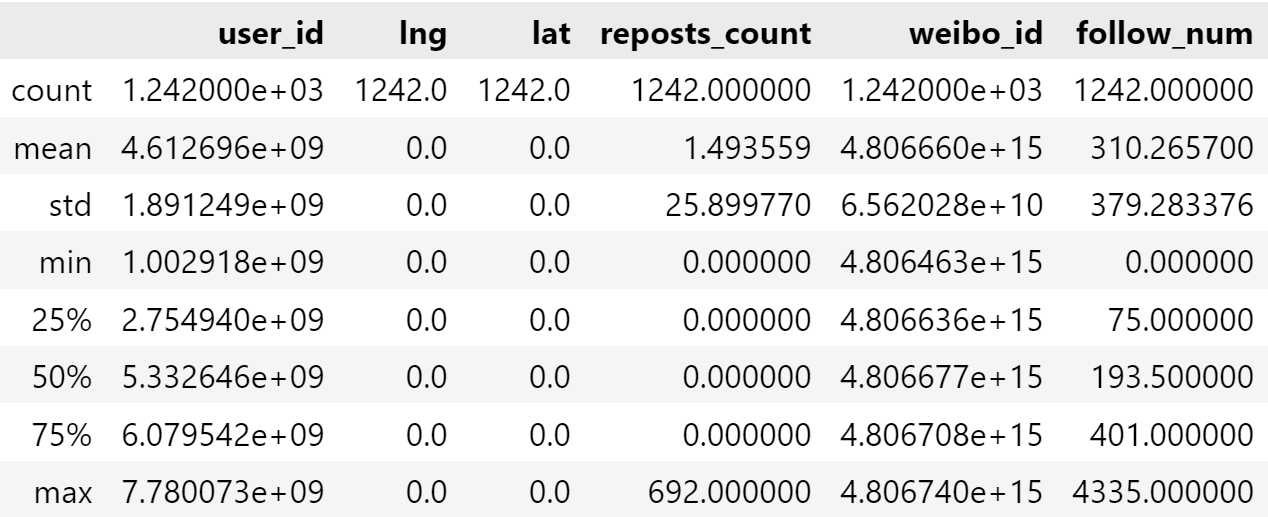 user_id lng lat reposts_count weibo_id follow_num
count 1.242000e+03 1242.0 1242.0 1242.000000 1.242000e+03 1242.000000
mean 4.612696e+09 0.0 0.0 1.493559 4.806660e+15 310.265700
std 1.891249e+09 0.0 0.0 25.899770 6.562028e+10 379.283376
min 1.002918e+09 0.0 0.0 0.000000 4.806463e+15 0.000000
25% 2.754940e+09 0.0 0.0 0.000000 4.806636e+15 75.000000
50% 5.332646e+09 0.0 0.0 0.000000 4.806677e+15 193.500000
75% 6.079542e+09 0.0 0.0 0.000000 4.806708e+15 401.000000
max 7.780073e+09 0.0 0.0 692.000000 4.806740e+15 4335.000000